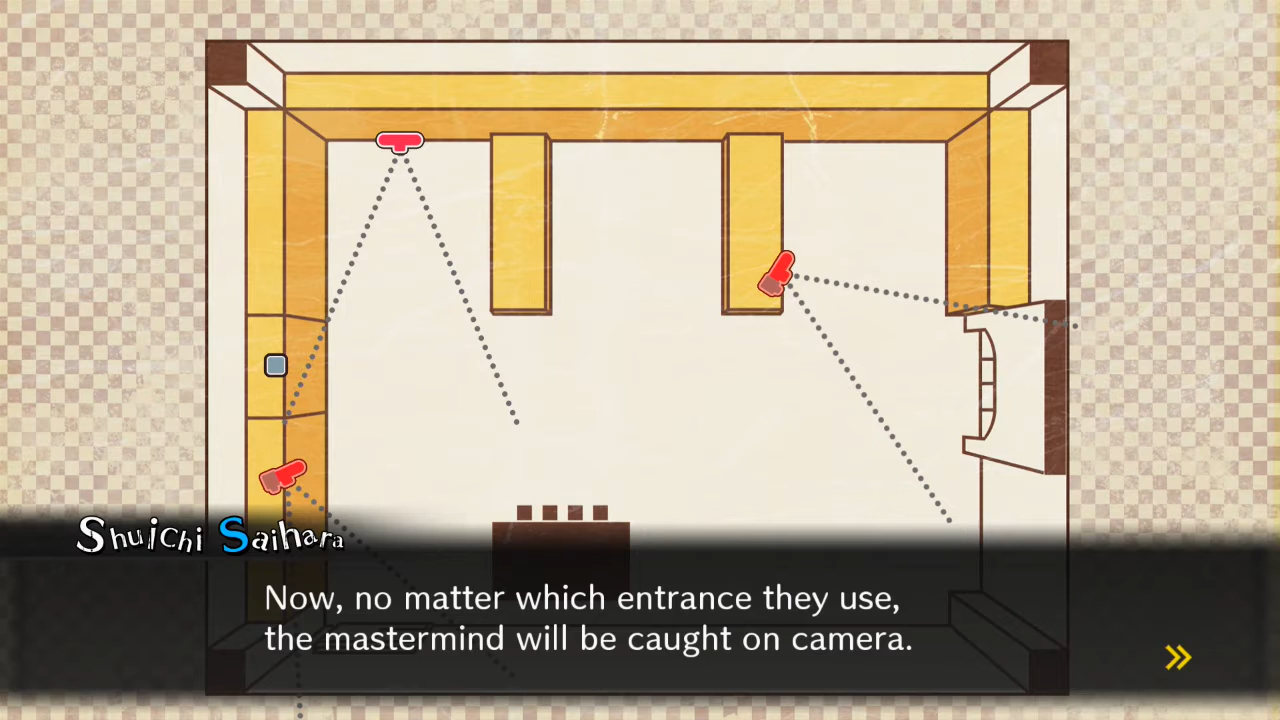 Shuichi Saihara
Now, no matter which entrance they use,
the mastermind will be caught on camera.